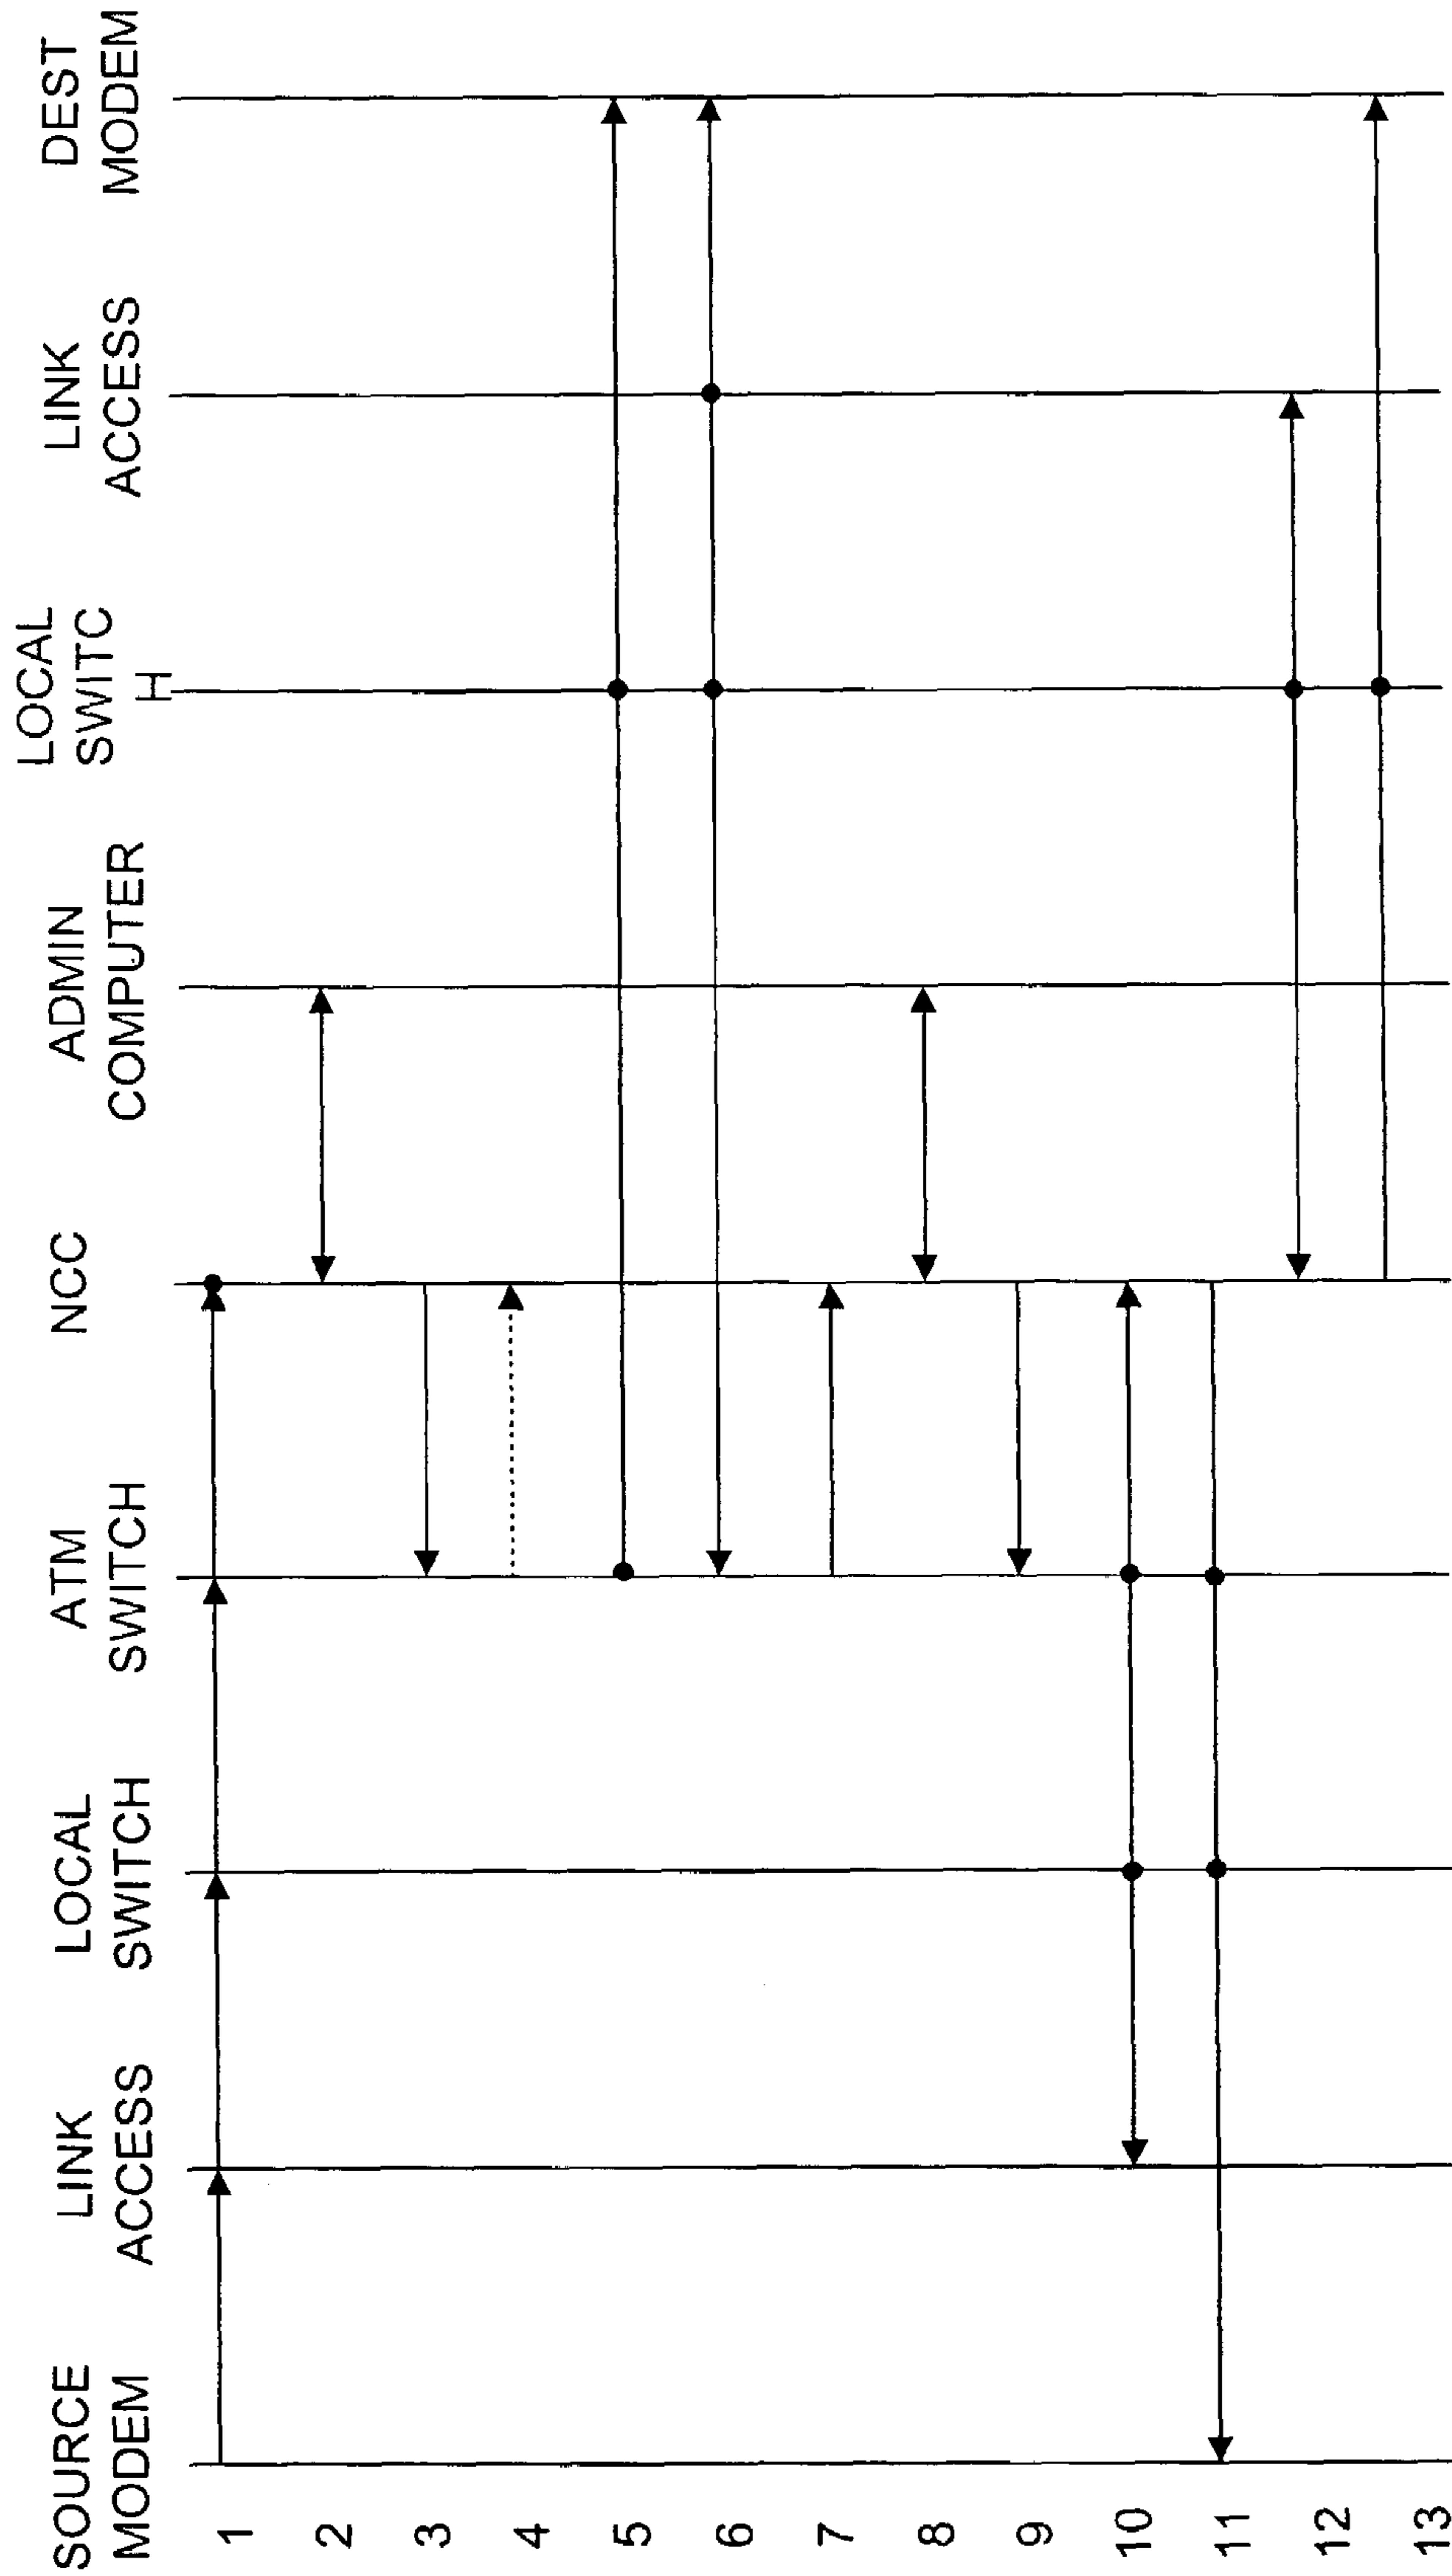 SOURCE
MODEM
LINK
ACCESS
LOCAL
SWITCH
ATM
SWITCH
NCC
ADMIN
COMPUTER
LOCAL
SWITC
H
LINK
ACCESS
DEST
MODEM
1
2
3
4
5
6
7
8
9
10
11
12
13